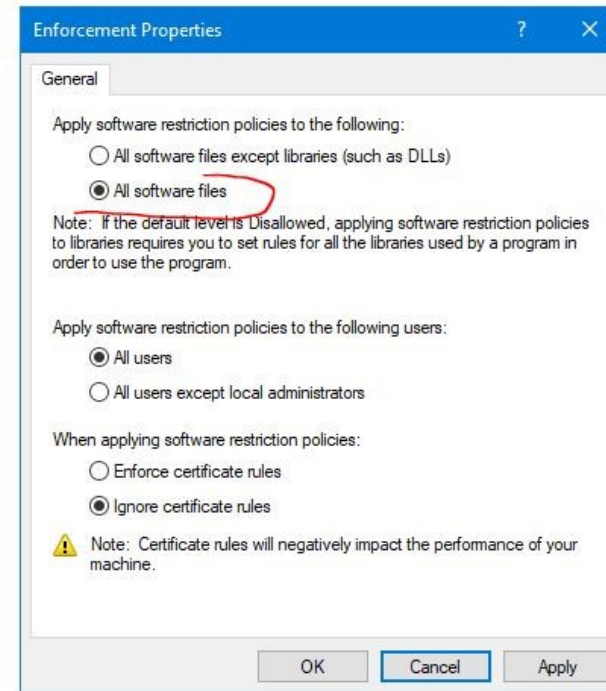 Enforcement Properties
General
Apply software restriction policies to the following:
All software files except libraries (such as DLLs)
All software files
Note: If the default level is Disallowed, applying software restriction policies
to libraries requires you to set rules for all the libraries used by a program in
order to use the program.
Apply software restriction policies to the following users:
All users
All users except local administrators
When applying software restriction policies:
Enforce certificate rules
Ignore certificate rules
Note: Certificate rules will negatively impact the performance of your
machine.
OK Cancel Apply